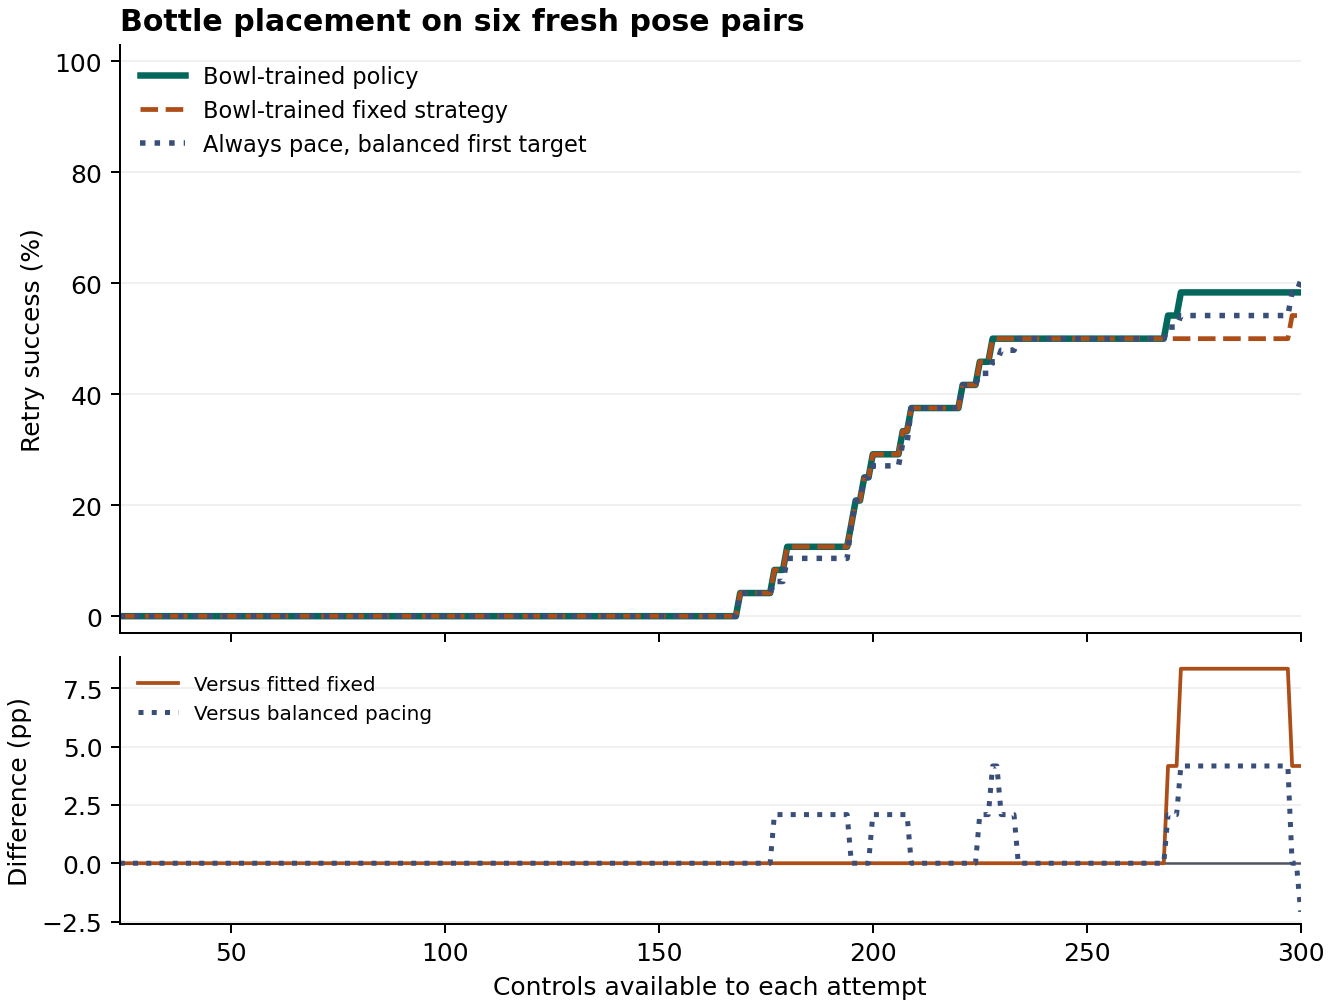 Bottle placement on six fresh pose pairs
100
80
60
40
20
0
Retry success (%)
Bowl-trained policy
Bowl-trained fixed strategy
Always pace, balanced first target
7.5
5.0
2.5
0.0
−2.5
Difference (pp)
Versus fitted fixed
Versus balanced pacing
50 100 150 200 250 300
Controls available to each attempt